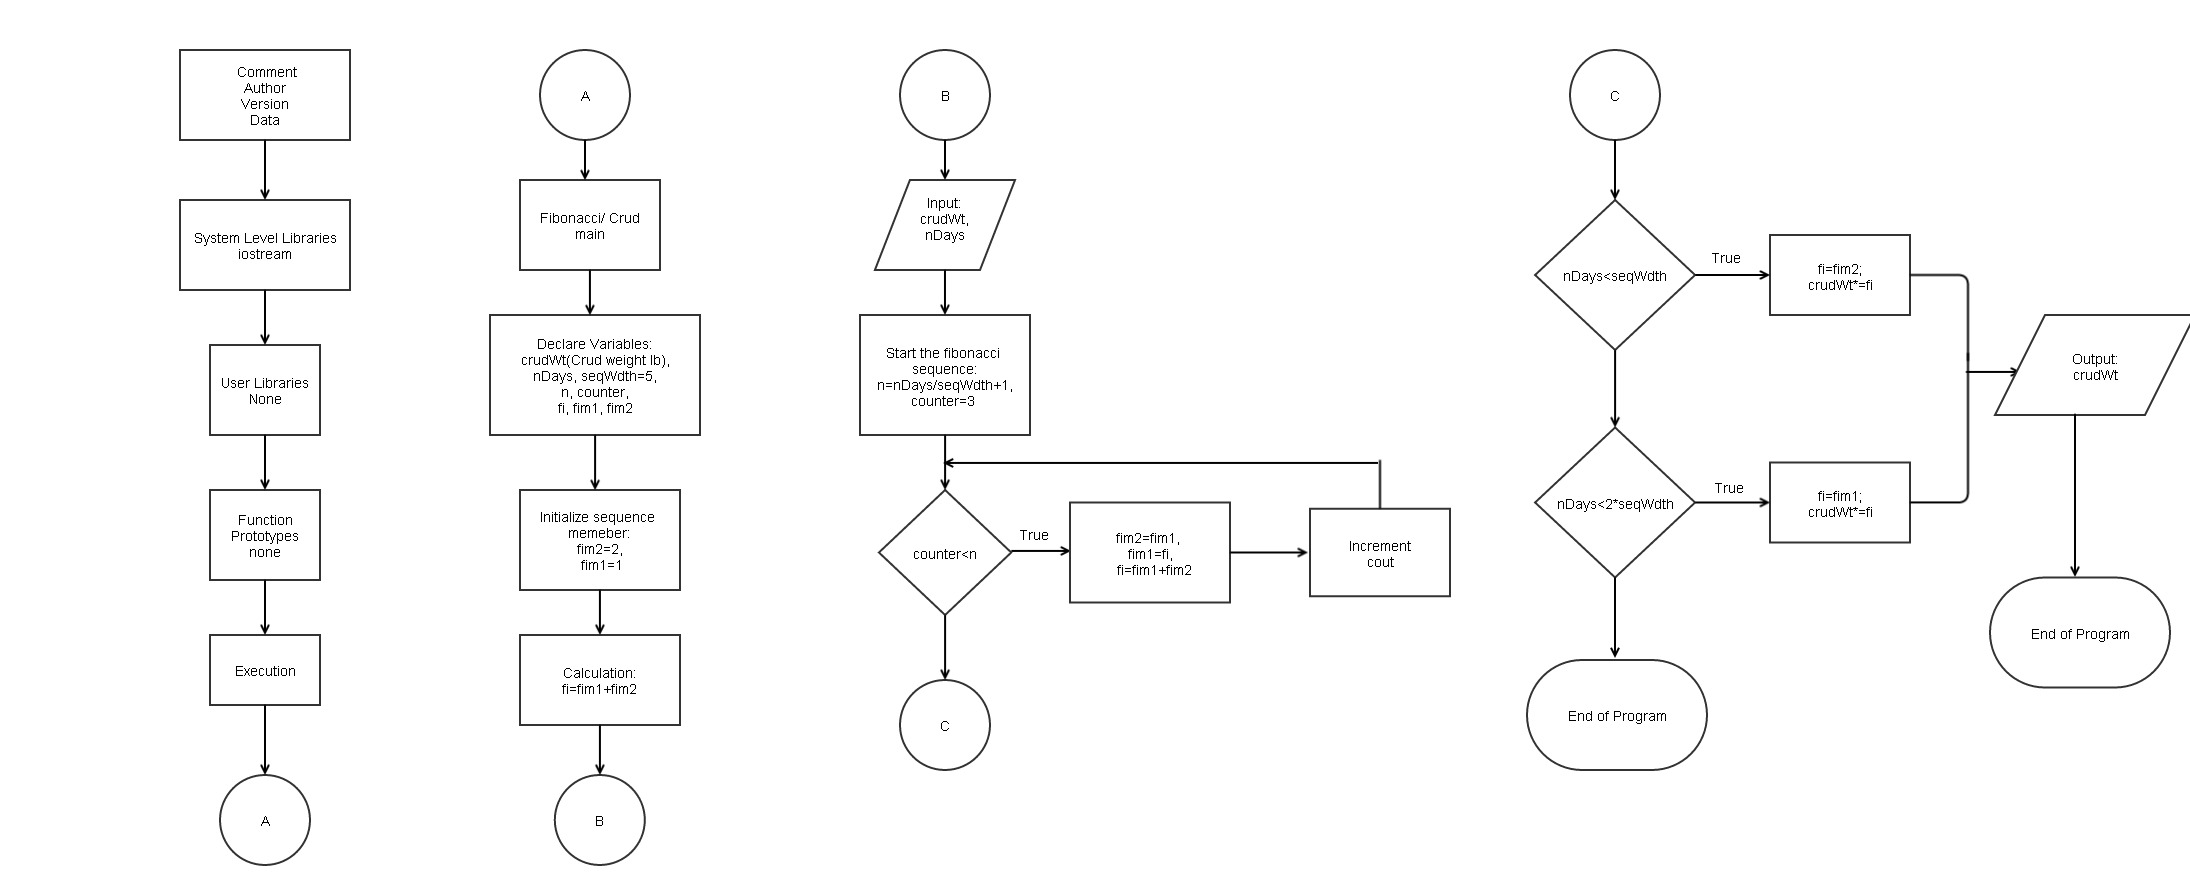 Comment
Author
Version
Data
System Level Libraries
iostream
User Libraries
None
Function
Prototypes
none
Execution
A
A
Fibonacci/ Crud
main
Declare Variables:
crudWt(Crud weight lb),
nDays, seqWdth=5,
n, counter,
fi, fim1, fim2
Initialize sequence
memeber:
fim2=2,
fim1=1
Calculation:
fi=fim1+fim2
B
B
Input:
crudWt,
nDays
Start the fibonacci
sequence:
n=nDays/seqWdth+1,
counter=3
counter<n
True
fim2=fim1,
fim1=fi,
fi=fim1+fim2
Increment
cout
C
C
nDays<seqWdth
True
fi=fim2;
crudWt*=fi
nDays<2*seqWdth
True
fi=fim1;
crudWt*=fi
End of Program
Output:
crudWt
End of Program